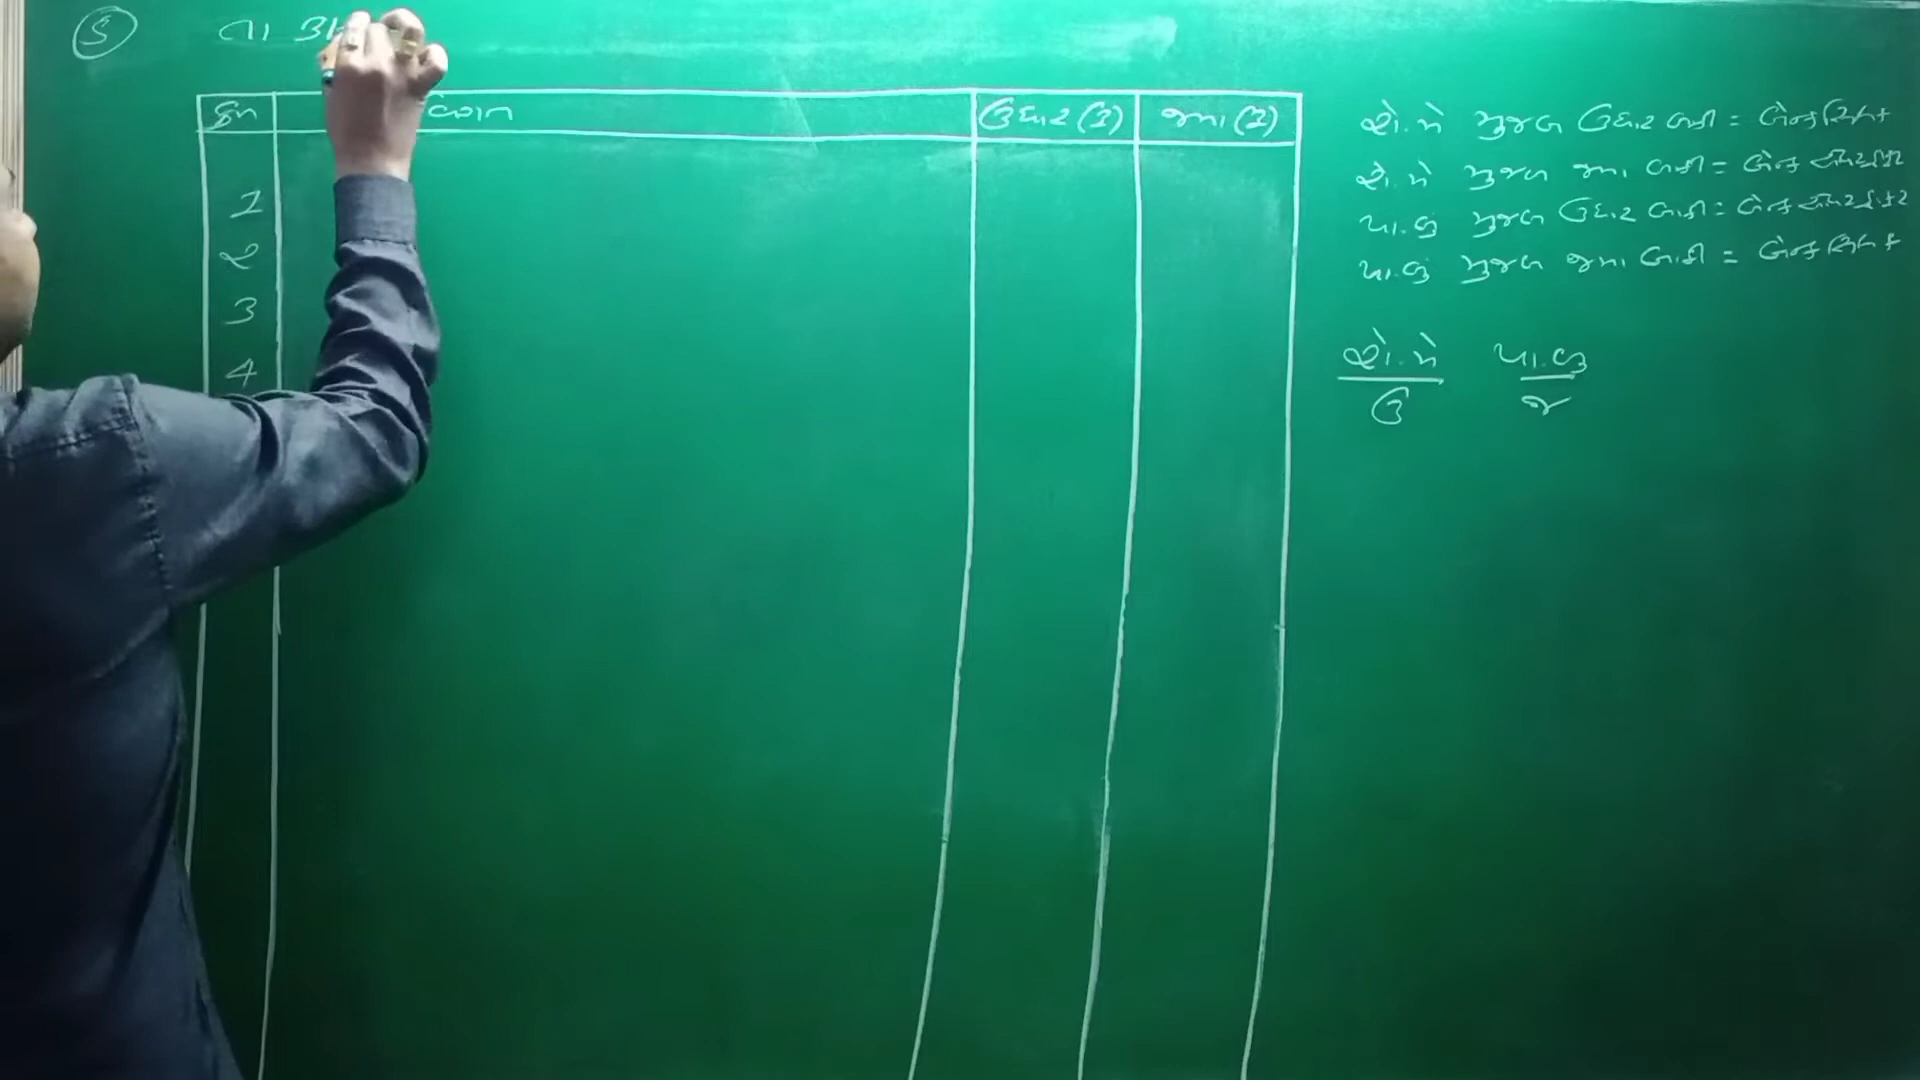 5
તા
ક્રમ વિગત ઉધાર (રૂ) જમા (રૂ)
1
2
3
4
રો.મે મુજબ ઉધાર બાકી = બેન્ક સિલક
રો.મે મુજબ જમા બાકી = બેન્ક ઓવરડ્રાફ્ટ
પા.બુ મુજબ ઉધાર બાકી = બેન્ક ઓવરડ્રાફ્ટ
પા.બુ મુજબ જમા બાકી = બેન્ક સિલક
રો.મે પા.બુ
ઉ જ